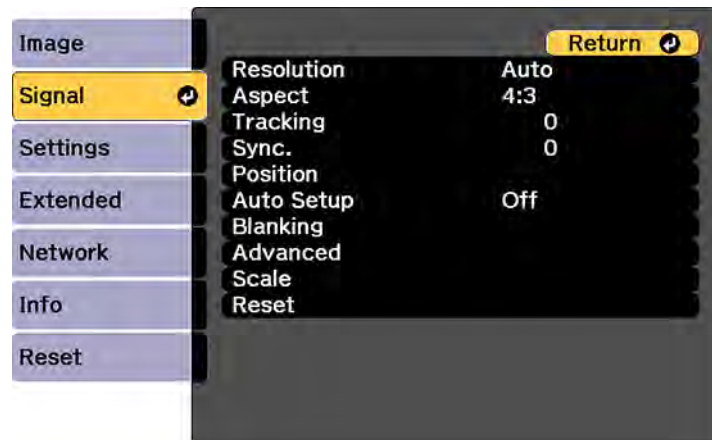 Image
Signal
Settings
Extended
Network
Info
Reset
Return
Resolution Auto
Aspect 4:3
Tracking 0
Sync. 0
Position
Auto Setup Off
Blanking
Advanced
Scale
Reset